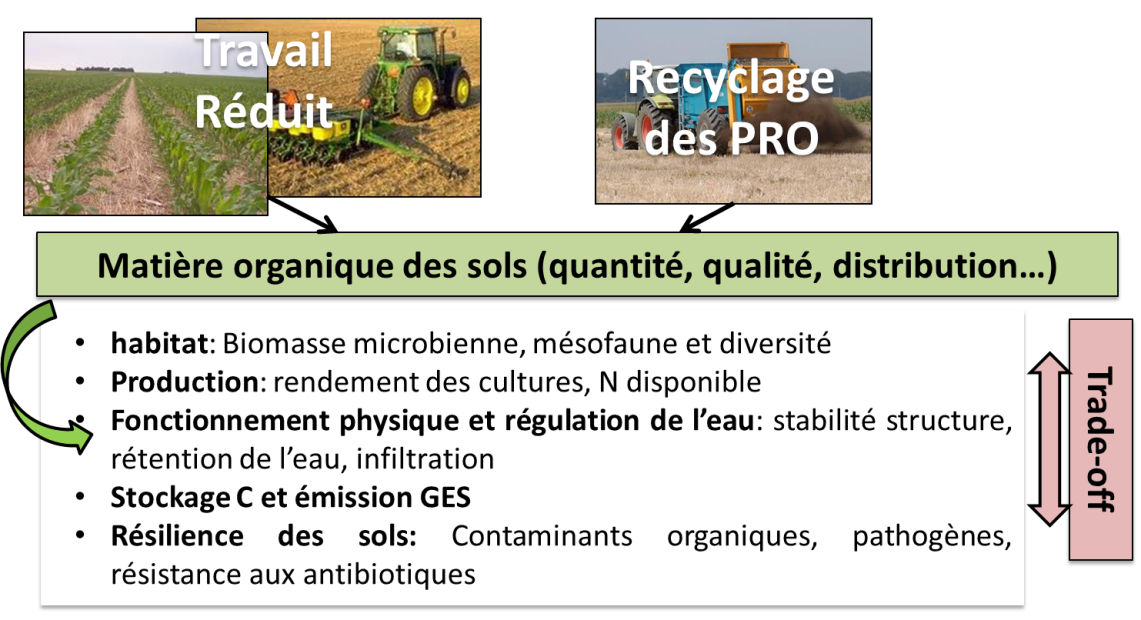 Travail
Réduit
Recyclage
des PRO
Matière organique des sols (quantité, qualité, distribution…)
• habitat: Biomasse microbienne, mésofaune et diversité
• Production: rendement des cultures, N disponible
• Fonctionnement physique et régulation de l’eau: stabilité structure,
rétention de l’eau, infiltration
• Stockage C et émission GES
• Résilience des sols: Contaminants organiques, pathogènes,
résistance aux antibiotiques
Trade-off